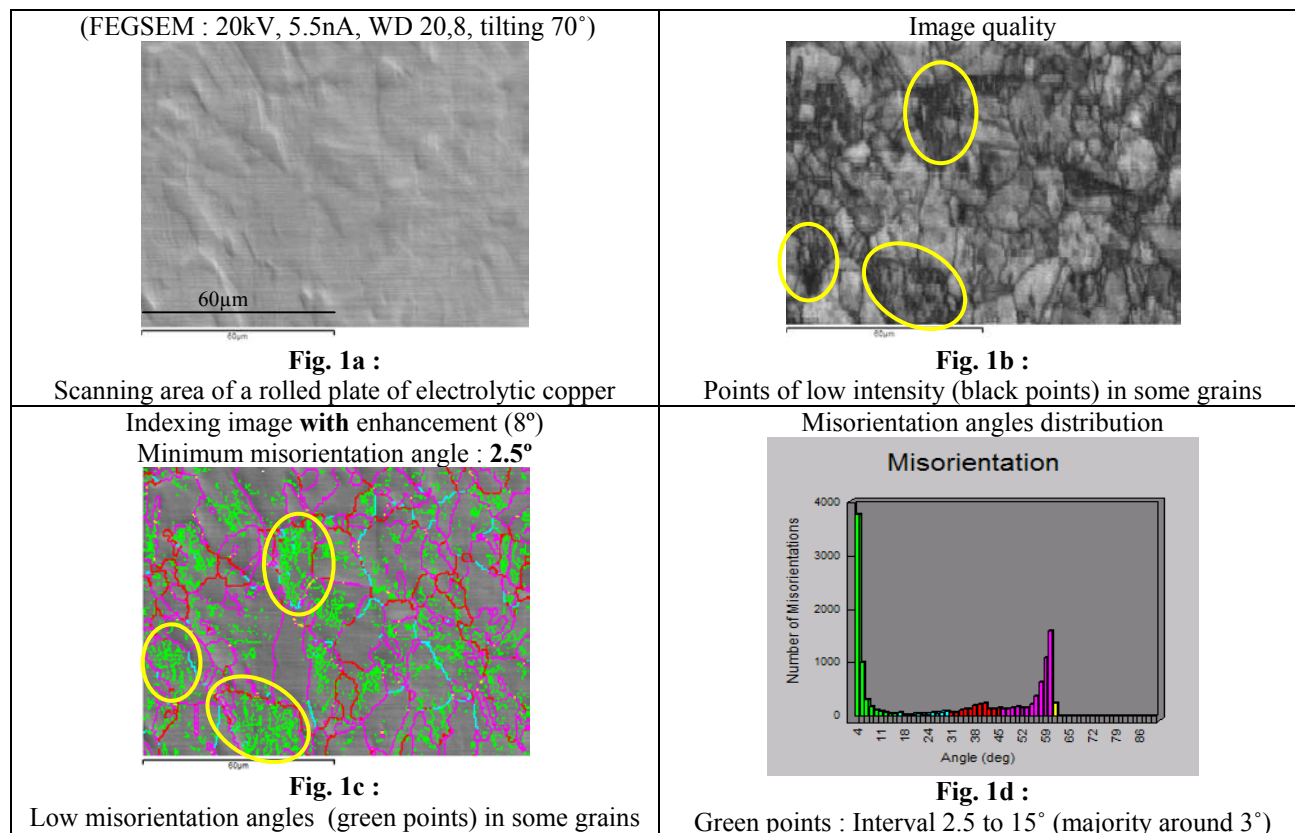 (FEGSEM : 20kV, 5.5nA, WD 20,8, tilting 70˚)
60µm
60µm
Fig. 1a :
Scanning area of a rolled plate of electrolytic copper
Image quality
60µm
Fig. 1b :
Points of low intensity (black points) in some grains
Indexing image with enhancement (8º)
Minimum misorientation angle : 2.5º
60µm
Fig. 1c :
Low misorientation angles (green points) in some grains
Misorientation angles distribution
Misorientation
Number of Misorientations
4000
3000
2000
1000
0
4 11 18 24 31 38 45 52 59 65 72 79 86
Angle (deg)
Fig. 1d :
Green points : Interval 2.5 to 15˚ (majority around 3˚)